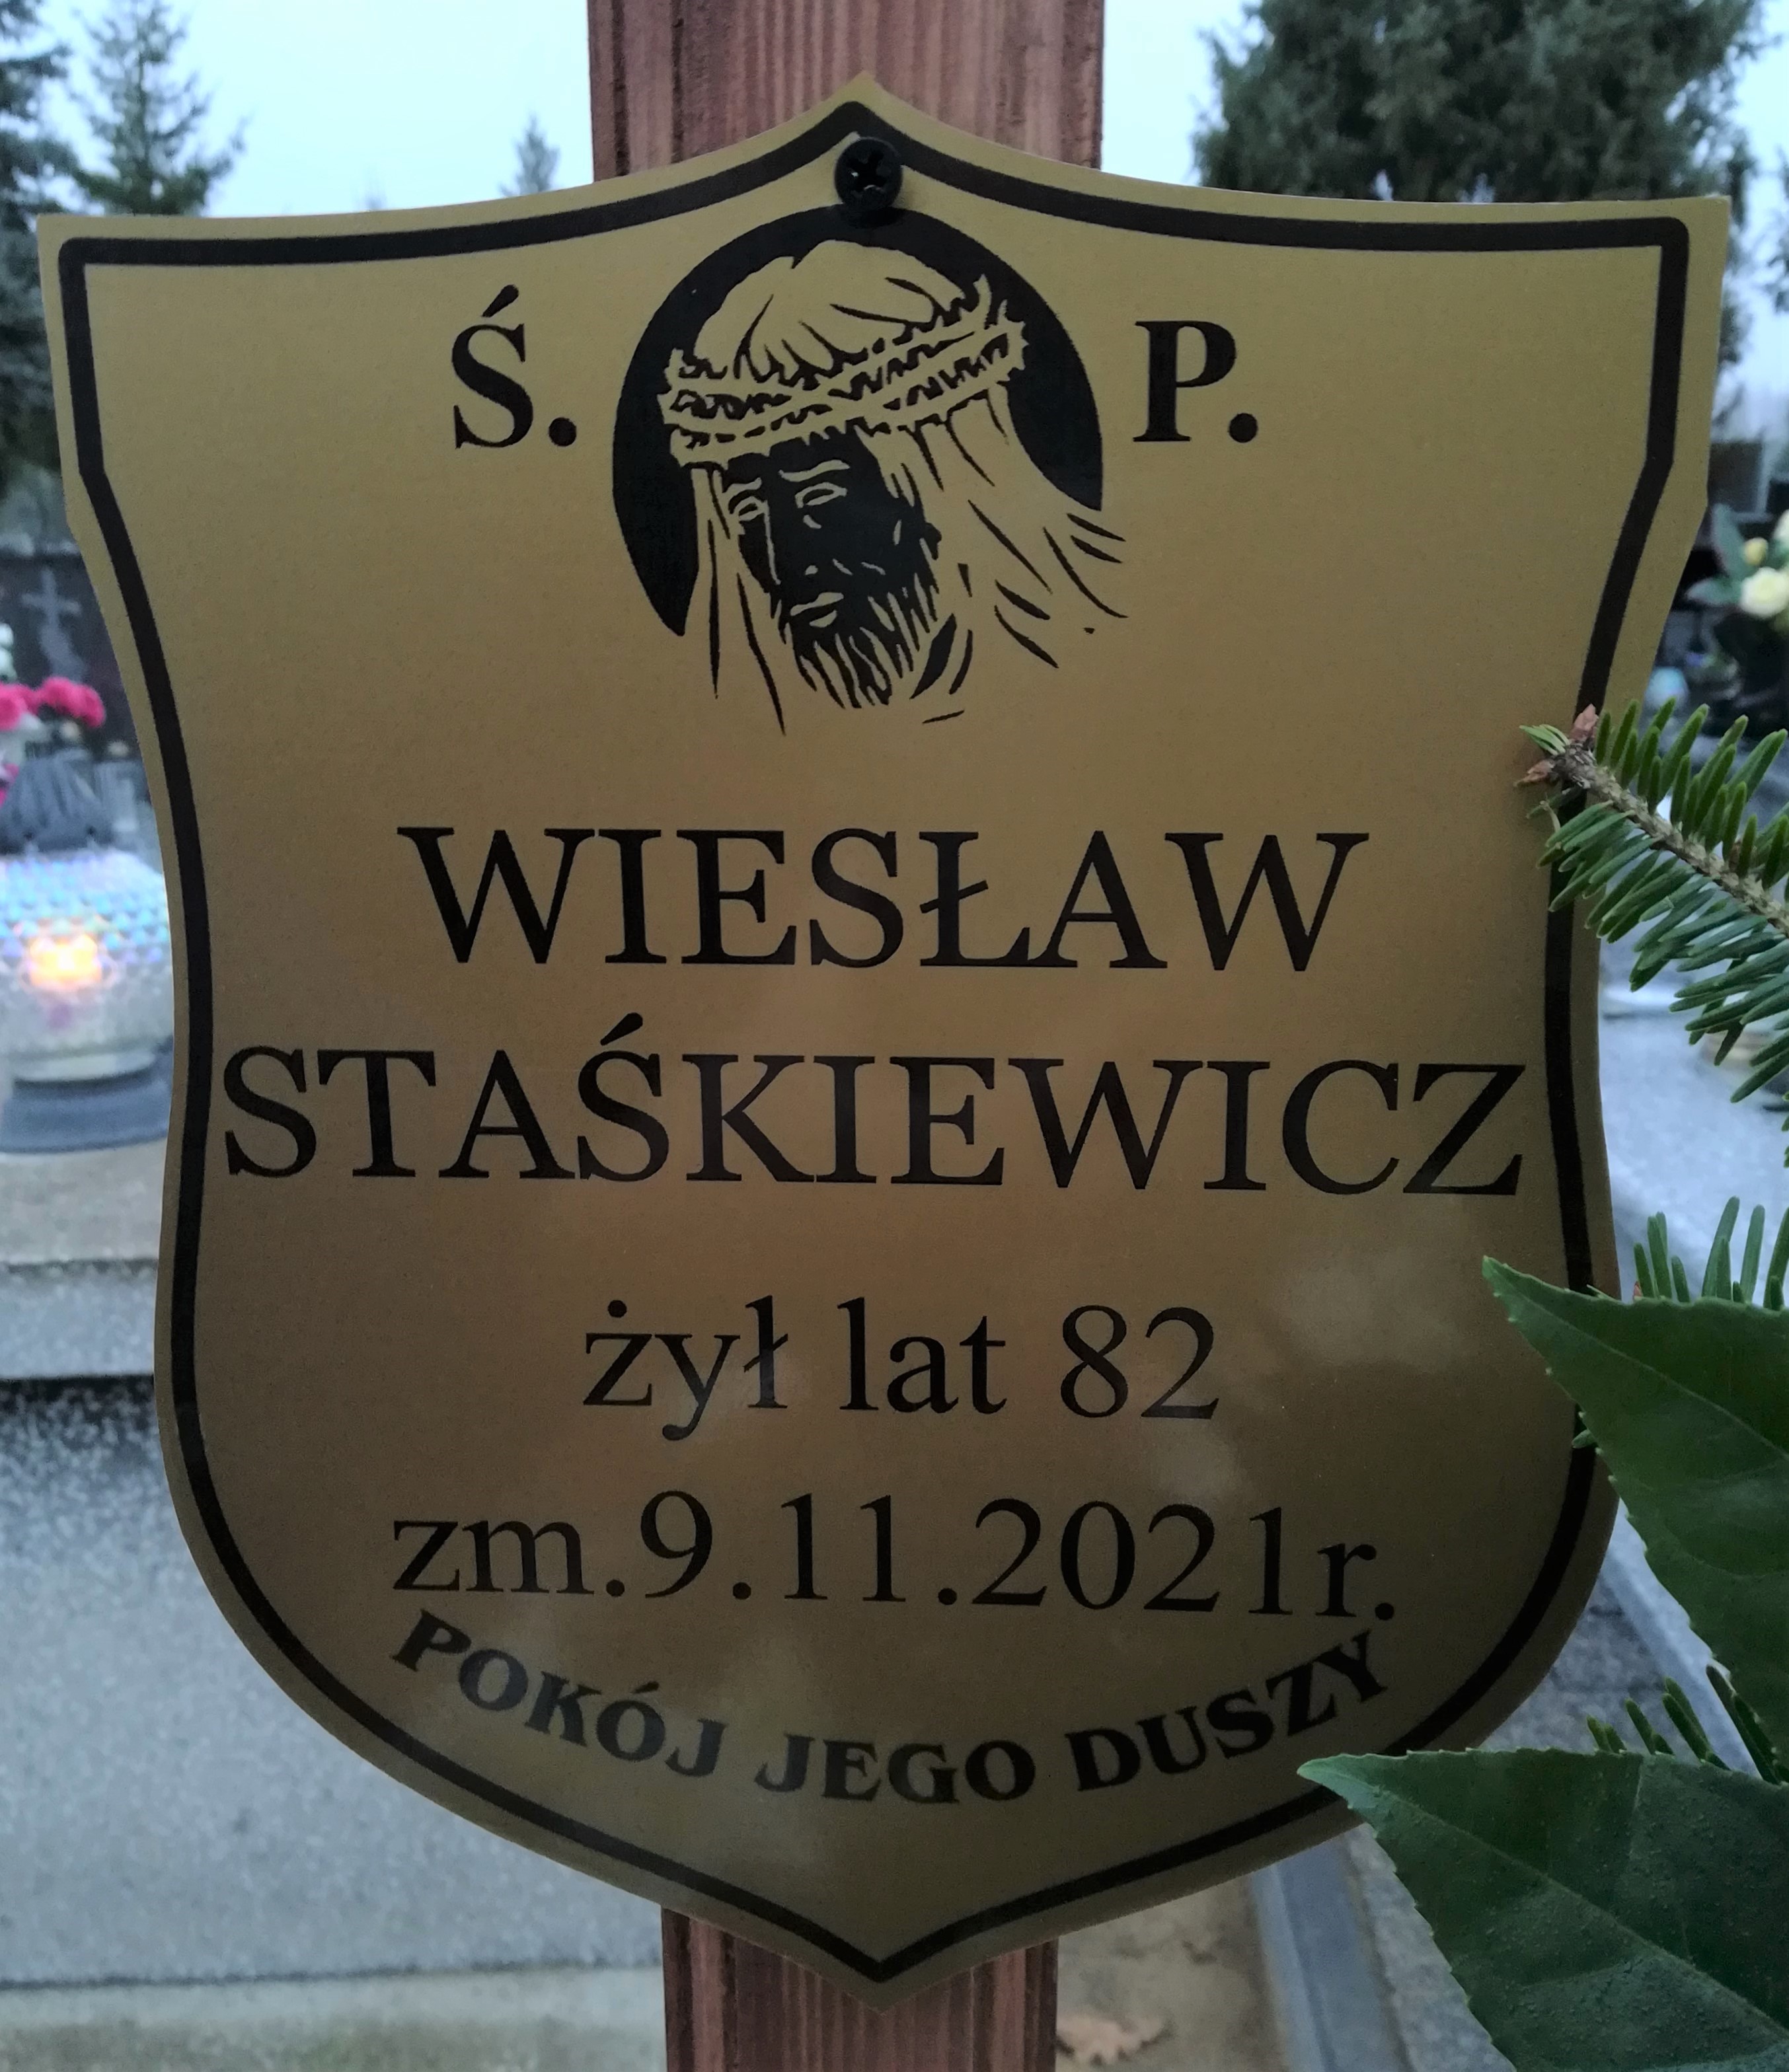 Ś. P.
WIESŁAW
STAŚKIEWICZ
żył lat 82
zm.9.11.2021r.
POKÓJ JEGO DUSZY